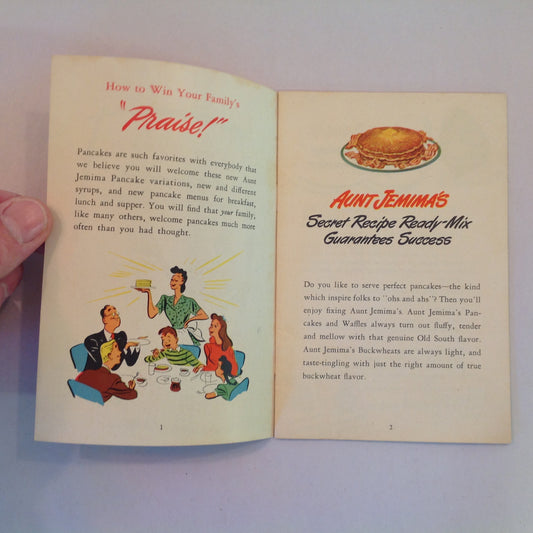 How to Win Your Family's
"Praise!"
Pancakes are such favorites with everybody that
we believe you will welcome these new Aunt
Jemima Pancake variations, new and different
syrups, and new pancake menus for breakfast,
lunch and supper. You will find that your family,
like many others, welcome pancakes much more
often than you had thought.
1
AUNT JEMIMA'S
Secret Recipe Ready-Mix
Guarantees Success
Do you like to serve perfect pancakes—the kind
which inspire folks to "ohs and ahs"? Then you'll
enjoy fixing Aunt Jemima's. Aunt Jemima's Pan-
cakes and Waffles always turn out fluffy, tender
and mellow with that genuine Old South flavor.
Aunt Jemima's Buckwheats are always light, and
taste-tingling with just the right amount of true
buckwheat flavor.
2